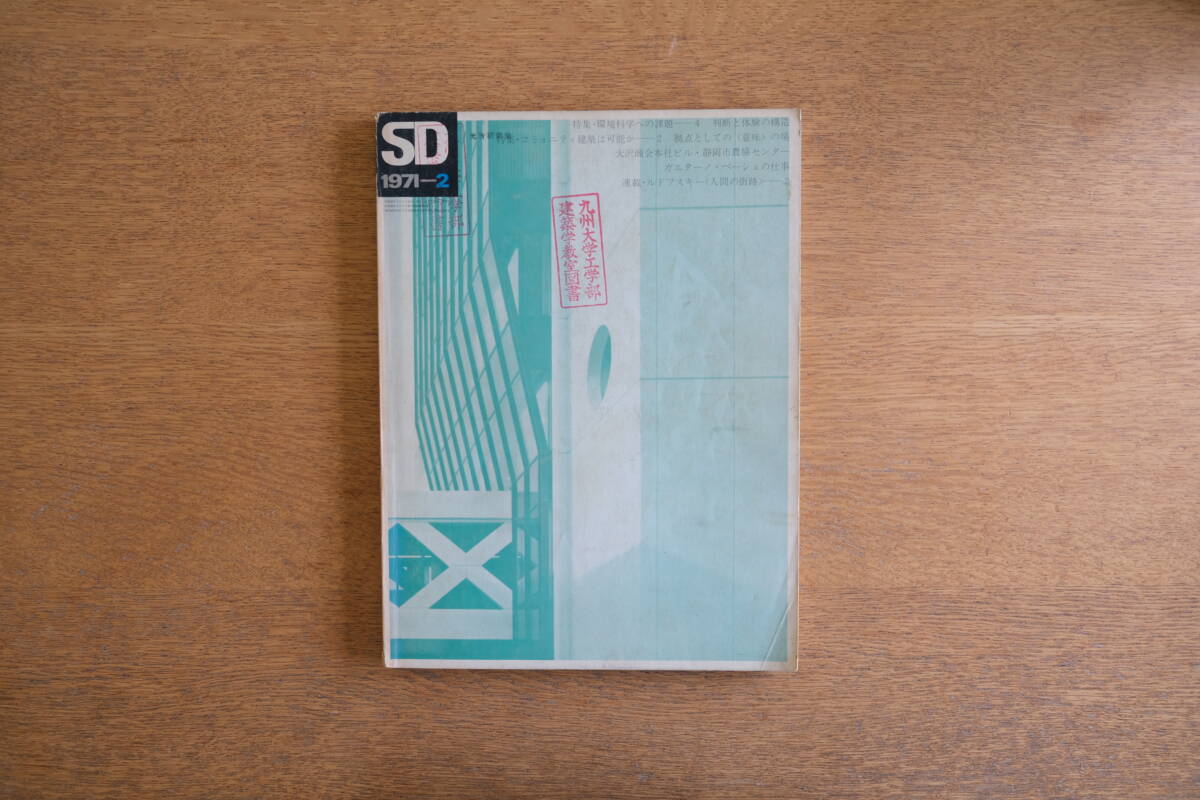 SD
1971—2
特集・環境科学への課題——4 判断と体験の構造
特集・コミュニティ建築は可能か——2 拠点としての〈意味〉の場
大沢商会本社ビル・静岡市農協センター
ガエターノ・ペーシェの仕事
連載・ルドフスキー〈人間の街路〉——3
九州大学工学部
建築学教室図書